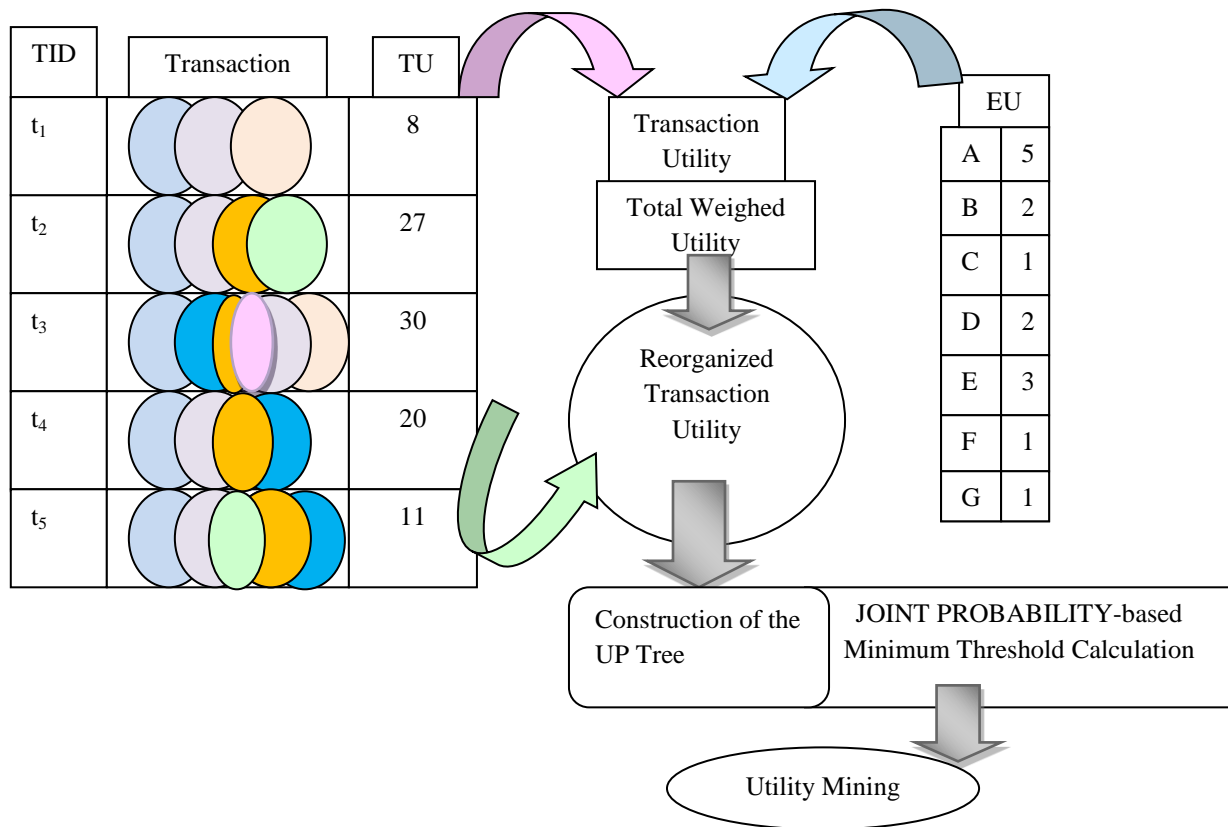 TID
Transaction
TU
t₁
8
t₂
27
t₃
30
t₄
20
t₅
11
Transaction
Utility
Total Weighed
Utility
Reorganized
Transaction
Utility
EU
A 5
B 2
C 1
D 2
E 3
F 1
G 1
Construction of the
UP Tree
JOINT PROBABILITY-based
Minimum Threshold Calculation
Utility Mining